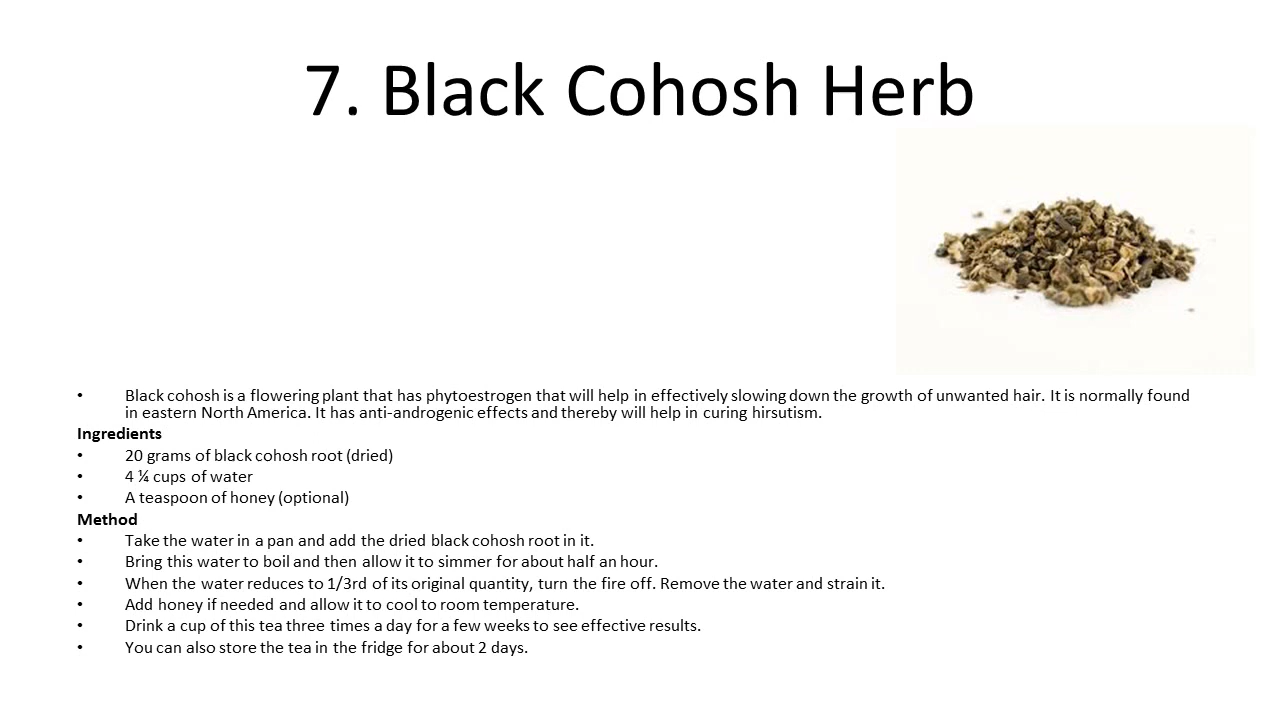 7. Black Cohosh Herb
• Black cohosh is a flowering plant that has phytoestrogen that will help in effectively slowing down the growth of unwanted hair. It is normally found
in eastern North America. It has anti-androgenic effects and thereby will help in curing hirsutism.
Ingredients
• 20 grams of black cohosh root (dried)
• 4 ¼ cups of water
• A teaspoon of honey (optional)
Method
• Take the water in a pan and add the dried black cohosh root in it.
• Bring this water to boil and then allow it to simmer for about half an hour.
• When the water reduces to 1/3rd of its original quantity, turn the fire off. Remove the water and strain it.
• Add honey if needed and allow it to cool to room temperature.
• Drink a cup of this tea three times a day for a few weeks to see effective results.
• You can also store the tea in the fridge for about 2 days.